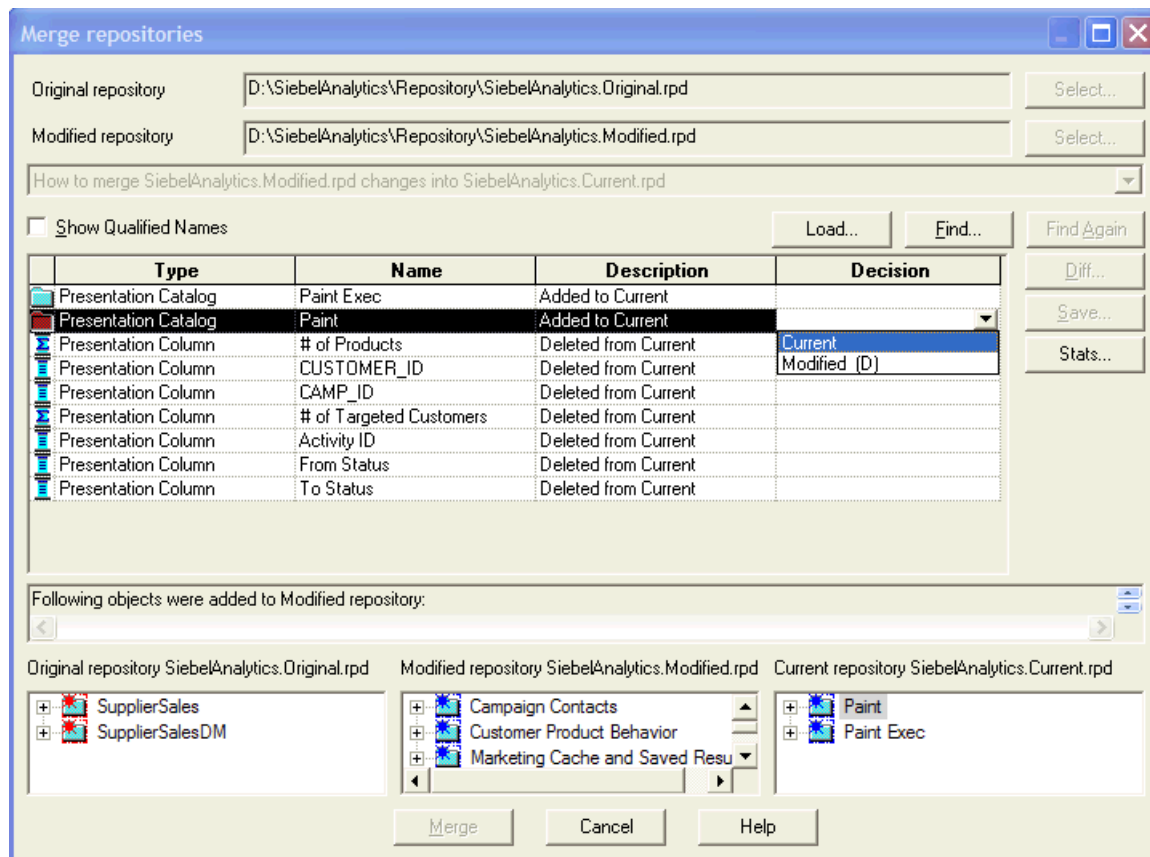 Merge repositories
Original repository D:\SiebelAnalytics\Repository\SiebelAnalytics.Original.rpd Select...
Modified repository D:\SiebelAnalytics\Repository\SiebelAnalytics.Modified.rpd Select...
How to merge SiebelAnalytics.Modified.rpd changes into SiebelAnalytics.Current.rpd
Show Qualified Names Load... Find... Find Again
Type Name Description Decision Diff...
Presentation Catalog Paint Exec Added to Current
Presentation Catalog Paint Added to Current Save...
Presentation Column # of Products Deleted from Current Current
Presentation Column CUSTOMER_ID Deleted from Current Modified (D) Stats...
Presentation Column CAMP_ID Deleted from Current
Presentation Column # of Targeted Customers Deleted from Current
Presentation Column Activity ID Deleted from Current
Presentation Column From Status Deleted from Current
Presentation Column To Status Deleted from Current
Following objects were added to Modified repository:
Original repository SiebelAnalytics.Original.rpd Modified repository SiebelAnalytics.Modified.rpd Current repository SiebelAnalytics.Current.rpd
SupplierSales Campaign Contacts Paint
SupplierSalesDM Customer Product Behavior Paint Exec
Marketing Cache and Saved Resu
Merge Cancel Help